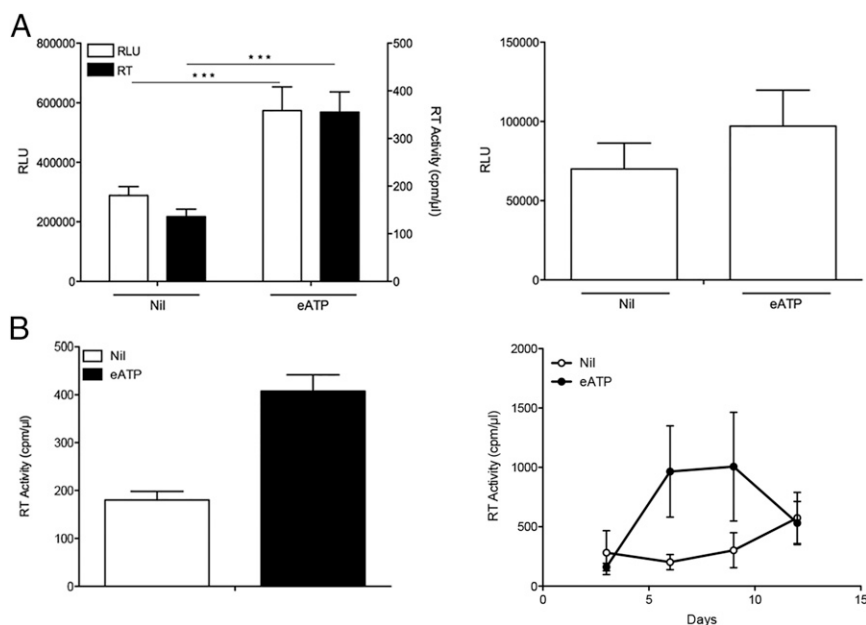 A
800000
600000
400000
200000
0
RLU
RLU
RT
***
***
500
400
300
200
100
0
RT Activity (cpm/µl)
Nil
eATP
150000
100000
50000
0
RLU
Nil
eATP
B
500
400
300
200
100
0
RT Activity (cpm/µl)
Nil
eATP
2000
1500
1000
500
0
RT Activity (cpm/µl)
Nil
eATP
0
5
10
15
Days